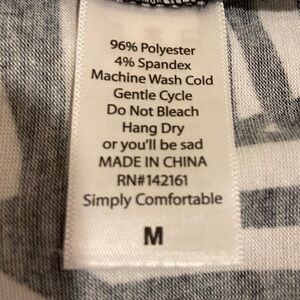 96% Polyester
4% Spandex
Machine Wash Cold
Gentle Cycle
Do Not Bleach
Hang Dry
or you'll be sad
MADE IN CHINA
RN#142161
Simply Comfortable
M